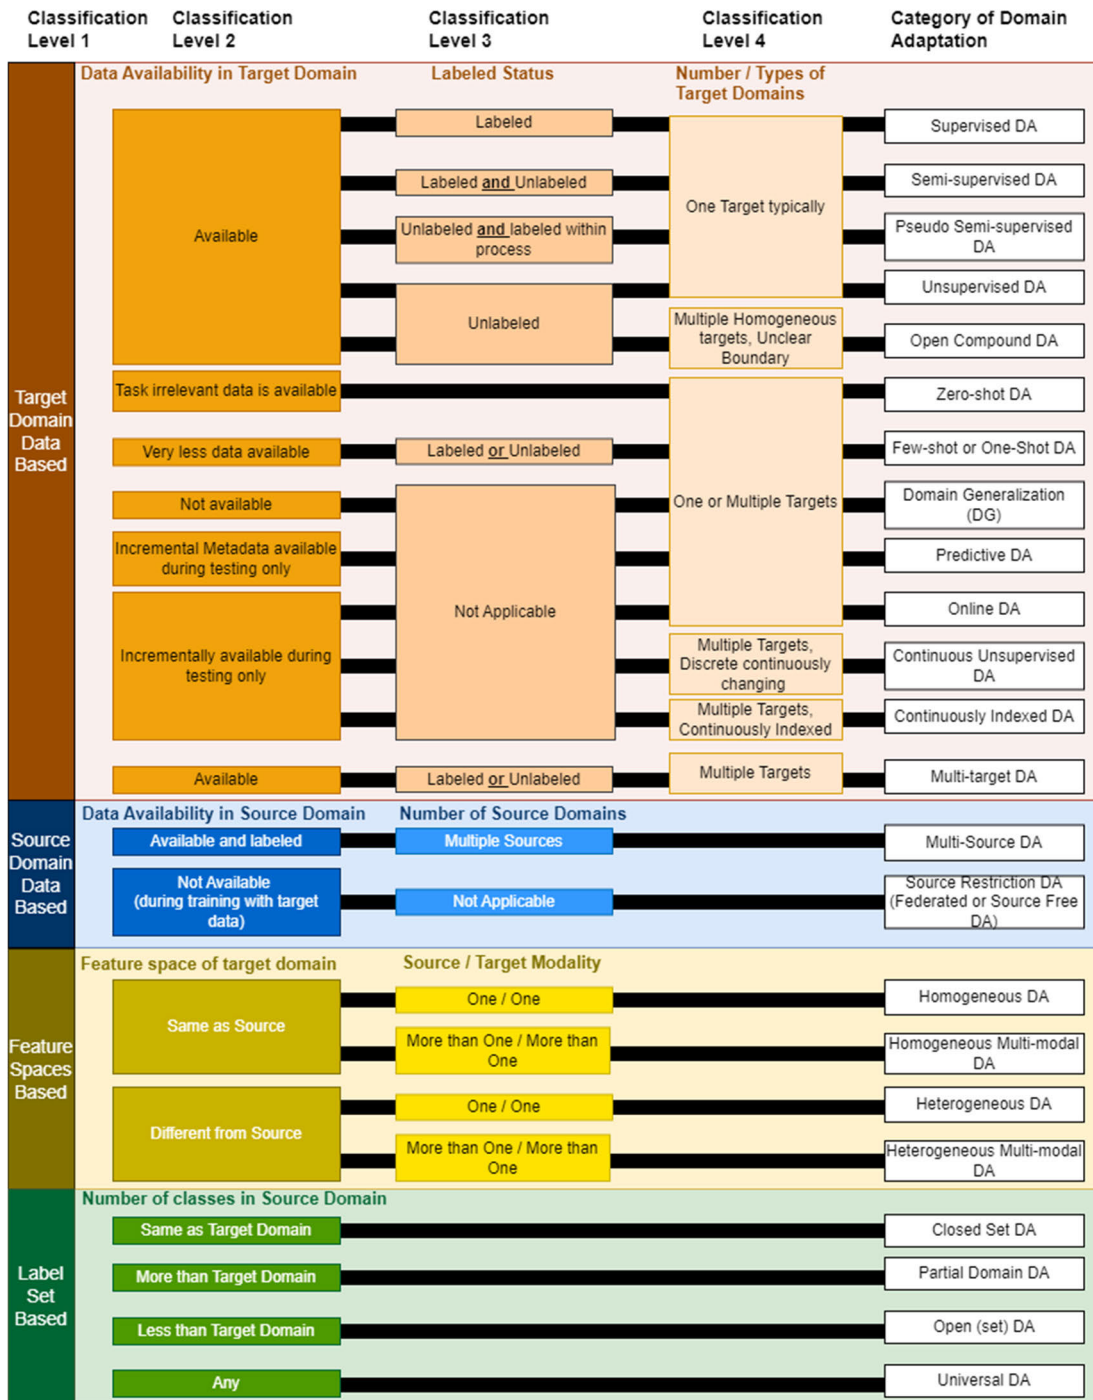 Classification Level 1
Classification Level 2
Classification Level 3
Classification Level 4
Category of Domain Adaptation
Target
Domain
Data
Based
Data Availability in Target Domain
Labeled Status
Number / Types of
Target Domains
Available
Labeled
One Target typically
Supervised DA
Labeled and Unlabeled
Semi-supervised DA
Unlabeled and labeled within
process
Pseudo Semi-supervised
DA
Unlabeled
Unsupervised DA
Multiple Homogeneous
targets, Unclear
Boundary
Open Compound DA
Task irrelevant data is available
One or Multiple Targets
Zero-shot DA
Very less data available
Labeled or Unlabeled
Few-shot or One-Shot DA
Not available
Not Applicable
Domain Generalization
(DG)
Incremental Metadata available
during testing only
Predictive DA
Incrementally available during
testing only
Online DA
Multiple Targets,
Discrete continuously
changing
Continuous Unsupervised
DA
Multiple Targets,
Continuously Indexed
Continuously Indexed DA
Available
Labeled or Unlabeled
Multiple Targets
Multi-target DA
Source
Domain
Data
Based
Data Availability in Source Domain
Number of Source Domains
Available and labeled
Multiple Sources
Multi-Source DA
Not Available
(during training with target
data)
Not Applicable
Source Restriction DA
(Federated or Source Free
DA)
Feature
Spaces
Based
Feature space of target domain
Source / Target Modality
Same as Source
One / One
Homogeneous DA
More than One / More than
One
Homogeneous Multi-modal
DA
Different from Source
One / One
Heterogeneous DA
More than One / More than
One
Heterogeneous Multi-modal
DA
Label
Set
Based
Number of classes in Source Domain
Same as Target Domain
Closed Set DA
More than Target Domain
Partial Domain DA
Less than Target Domain
Open (set) DA
Any
Universal DA